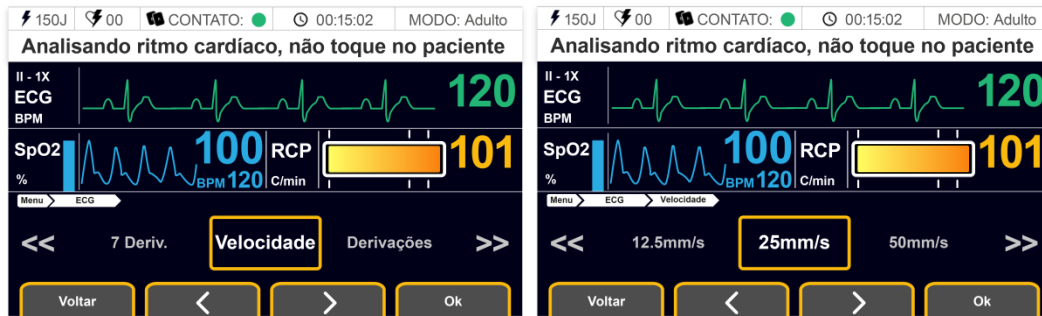 150J 00 CONTATO: 00:15:02 MODO: Adulto
Analisando ritmo cardíaco, não toque no paciente
II - 1X
ECG
BPM
120
SpO2
%
100
BPM 120
RCP
C/min
101
Menu ECG
<< 7 Deriv. Velocidade Derivações >>
Voltar < > Ok
150J 00 CONTATO: 00:15:02 MODO: Adulto
Analisando ritmo cardíaco, não toque no paciente
II - 1X
ECG
BPM
120
SpO2
%
100
BPM 120
RCP
C/min
101
Menu ECG Velocidade
<< 12.5mm/s 25mm/s 50mm/s >>
Voltar < > Ok